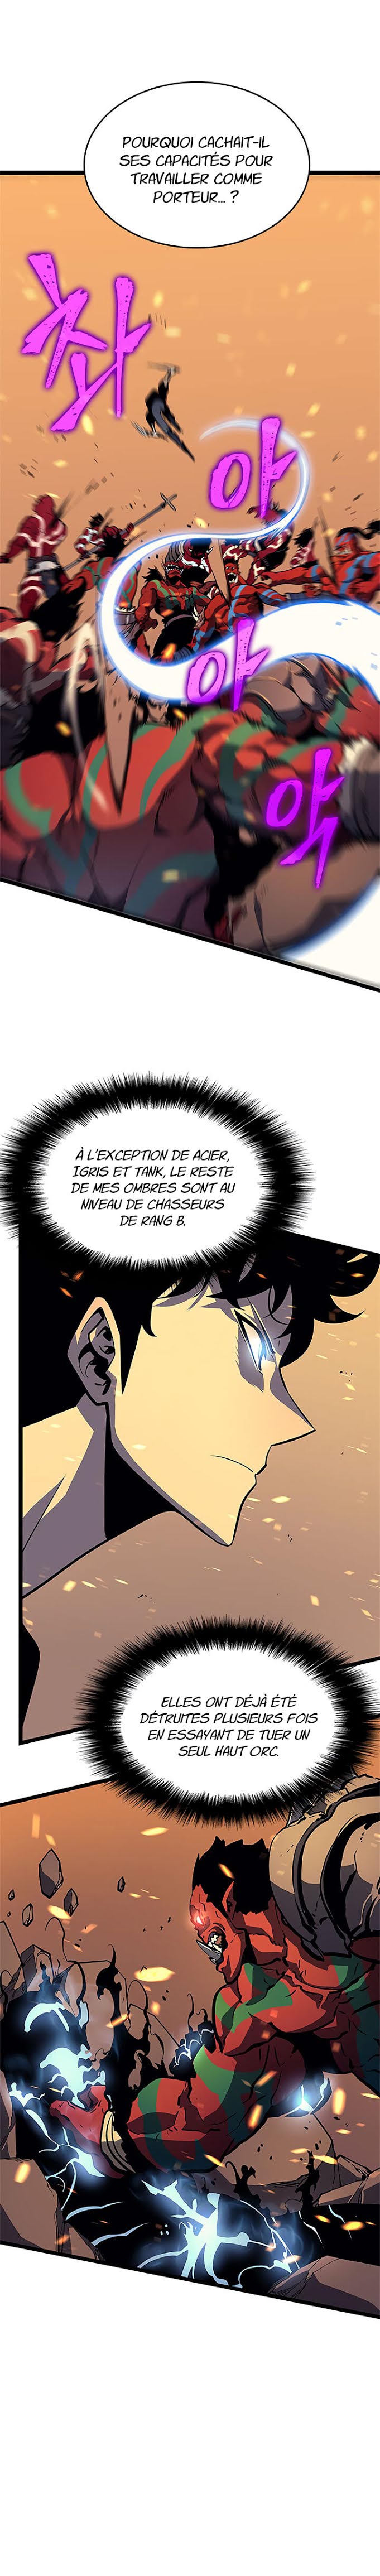 POURQUOI CACHAIT-IL
SES CAPACITÉS POUR
TRAVAILLER COMME
PORTEUR... ?
촤
아
아
악
À L'EXCEPTION DE ACIER,
IGRIS ET TANK, LE RESTE
DE MES OMBRES SONT AU
NIVEAU DE CHASSEURS
DE RANG B.
ELLES ONT DÉJÀ ÉTÉ
DÉTRUITES PLUSIEURS FOIS
EN ESSAYANT DE TUER UN
SEUL HAUT ORC.